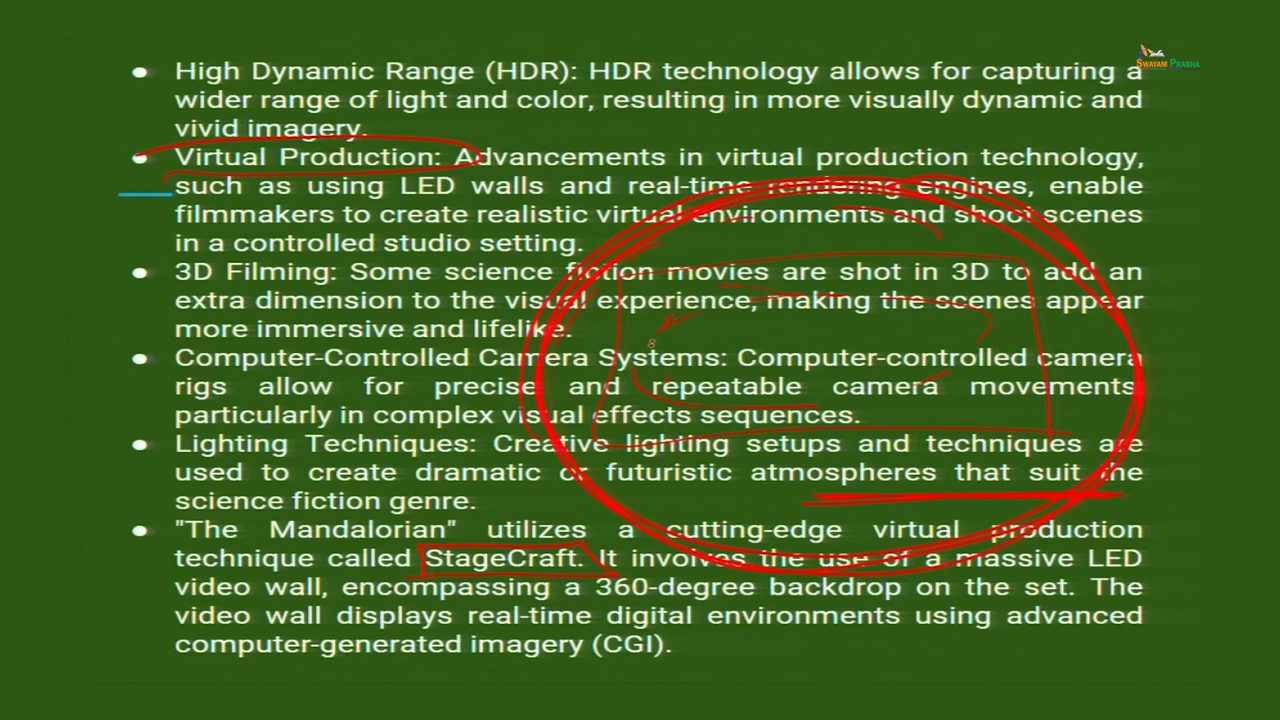 SWAYAM PRABHA
● High Dynamic Range (HDR): HDR technology allows for capturing a
wider range of light and color, resulting in more visually dynamic and
vivid imagery.
● Virtual Production: Advancements in virtual production technology,
such as using LED walls and real-time rendering engines, enable
filmmakers to create realistic virtual environments and shoot scenes
in a controlled studio setting.
● 3D Filming: Some science fiction movies are shot in 3D to add an
extra dimension to the visual experience, making the scenes appear
more immersive and lifelike.
● Computer-Controlled Camera Systems: Computer-controlled camera
rigs allow for precise and repeatable camera movements
particularly in complex visual effects sequences.
● Lighting Techniques: Creative lighting setups and techniques are
used to create dramatic or futuristic atmospheres that suit the
science fiction genre.
● "The Mandalorian" utilizes a cutting-edge virtual production
technique called StageCraft. It involves the use of a massive LED
video wall, encompassing a 360-degree backdrop on the set. The
video wall displays real-time digital environments using advanced
computer-generated imagery (CGI).